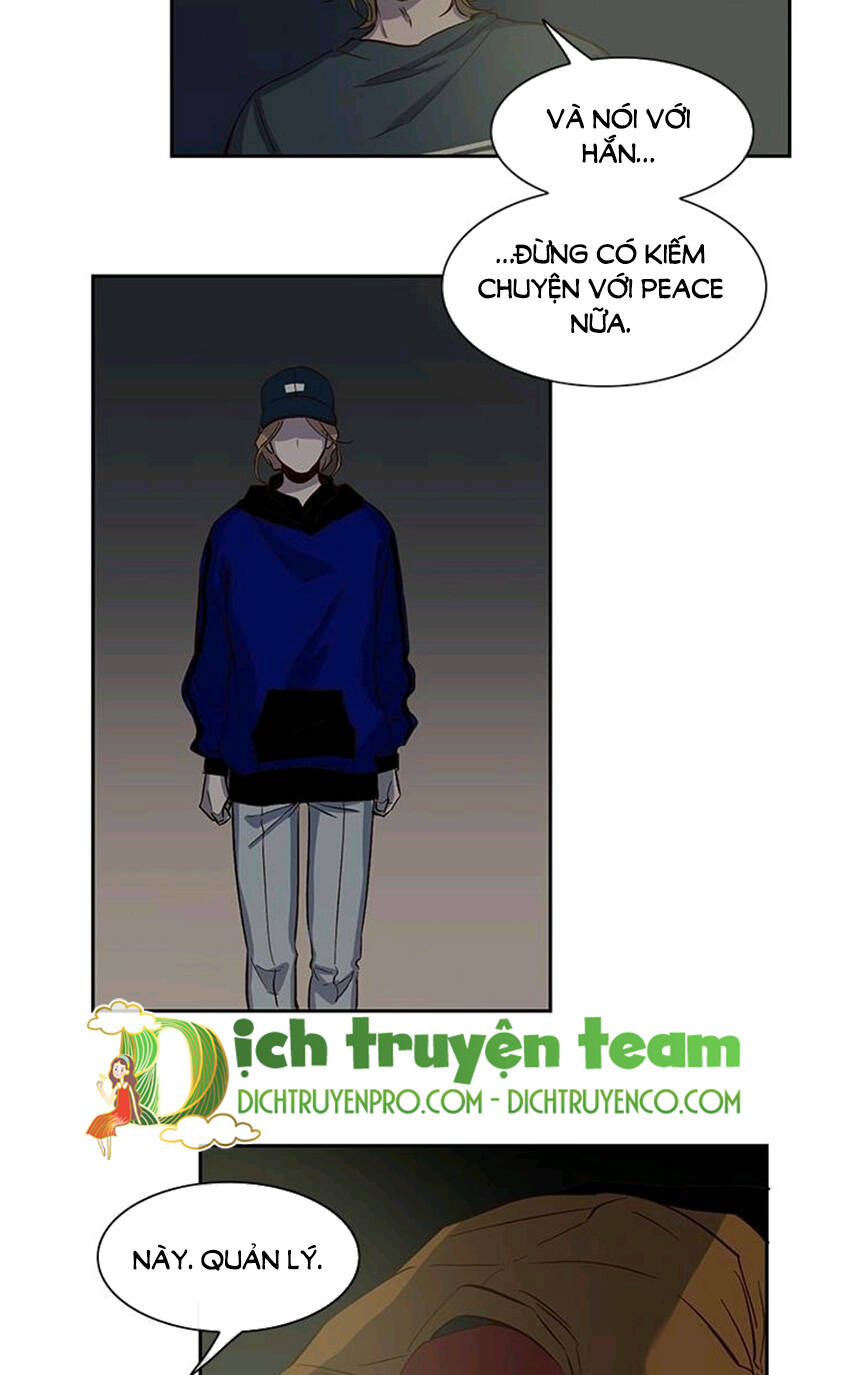 VÀ NÓI VỚI
HẮN...
...ĐỪNG CÓ KIẾM
CHUYỆN VỚI PEACE
NỮA.
Dịch truyện team
DICHTRUYENPRO.COM - DICHTRUYENCO.COM
NÀY. QUẢN LÝ.